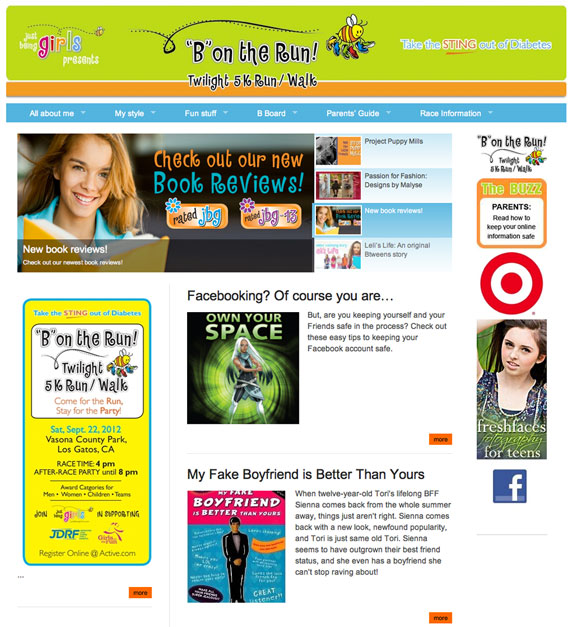 just
being
girls
presents
"B" on the Run!
Twilight 5K Run/Walk
Take the STING out of Diabetes
All about me
My style
Fun stuff
B Board
Parents' Guide
Race Information
Check out our new
Book Reviews!
rated jbg
rated jbg-13
New book reviews!
Check out our newest book reviews!
Project Puppy Mills
Passion for Fashion:
Designs by Malyse
New book reviews!
Leli's Life: An original
Btweens story
"B" on the Run!
Twilight
5K Run/Walk
The BUZZ
PARENTS:
Read how to
keep your online
information safe
freshfaces
fotography
for teens
Take the STING out of Diabetes
"B" on the Run!
Twilight
5K Run/Walk
Come for the Run,
Stay for the Party!
Sat, Sept. 22, 2012
Vasona County Park,
Los Gatos, CA
RACE TIME: 4 pm
AFTER-RACE PARTY until 8 pm
Award Catgories for
Men • Women • Children • Teams
JOIN
just being girls
IN SUPPORTING
JDRF
Girls
Register Online @ Active.com
...
more
Facebooking? Of course you are…
OWN YOUR
SPACE
But, are you keeping yourself and your
Friends safe in the process? Check out
these easy tips to keeping your
Facebook account safe.
more
My Fake Boyfriend is Better Than Yours
MY FAKE
BOYFRIEND
IS BETTER THAN YOURS
GREAT
When twelve-year-old Tori's lifelong BFF
Sienna comes back from the whole summer
away, things just aren't right. Sienna comes
back with a new look, newfound popularity,
and Tori is just same old Tori. Sienna
seems to have outgrown their best friend
status, and she even has a boyfriend she
can't stop raving about!
more